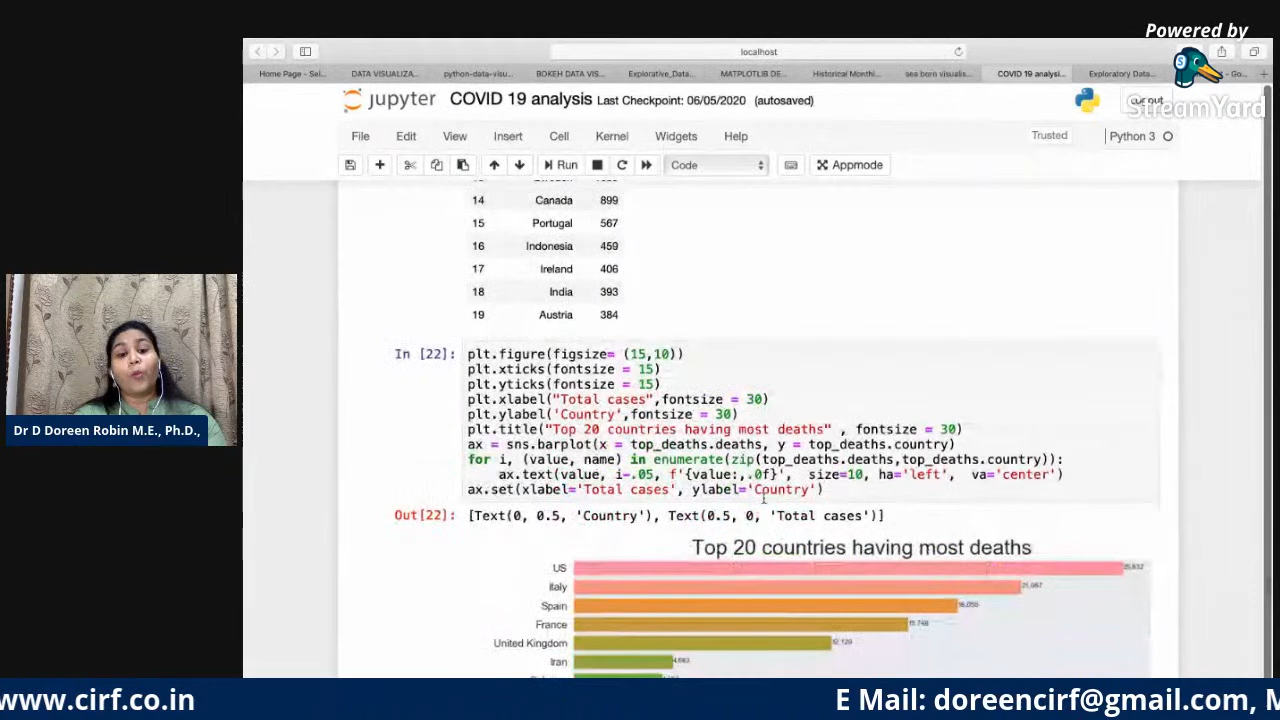 Powered by
StreamYard
localhost
Home Page - Sel...
DATA VISUALIZA...
python-data-visu...
BOKEH DATA VIS...
Explorative_Data...
MATPLOTLIB DE...
Historical Monthl...
sea born visualis...
COVID 19 analysi...
Exploratory Data...
jupyter COVID 19 analysis Last Checkpoint: 06/05/2020 (autosaved)
File Edit View Insert Cell Kernel Widgets Help Trusted Python 3
Run Code Appmode
14 Canada 899
15 Portugal 567
16 Indonesia 459
17 Ireland 406
18 India 393
19 Austria 384
In [22]: plt.figure(figsize= (15,10))
plt.xticks(fontsize = 15)
plt.yticks(fontsize = 15)
plt.xlabel("Total cases",fontsize = 30)
plt.ylabel('Country',fontsize = 30)
plt.title("Top 20 countries having most deaths" , fontsize = 30)
ax = sns.barplot(x = top_deaths.deaths, y = top_deaths.country)
for i, (value, name) in enumerate(zip(top_deaths.deaths,top_deaths.country)):
ax.text(value, i-.05, f'{value:,.0f}', size=10, ha='left', va='center')
ax.set(xlabel='Total cases', ylabel='Country')
Out[22]: [Text(0, 0.5, 'Country'), Text(0.5, 0, 'Total cases')]
Top 20 countries having most deaths
US
Italy
Spain
France
United Kingdom
Iran
Dr D Doreen Robin M.E., Ph.D.,
www.cirf.co.in E Mail: doreencirf@gmail.com,